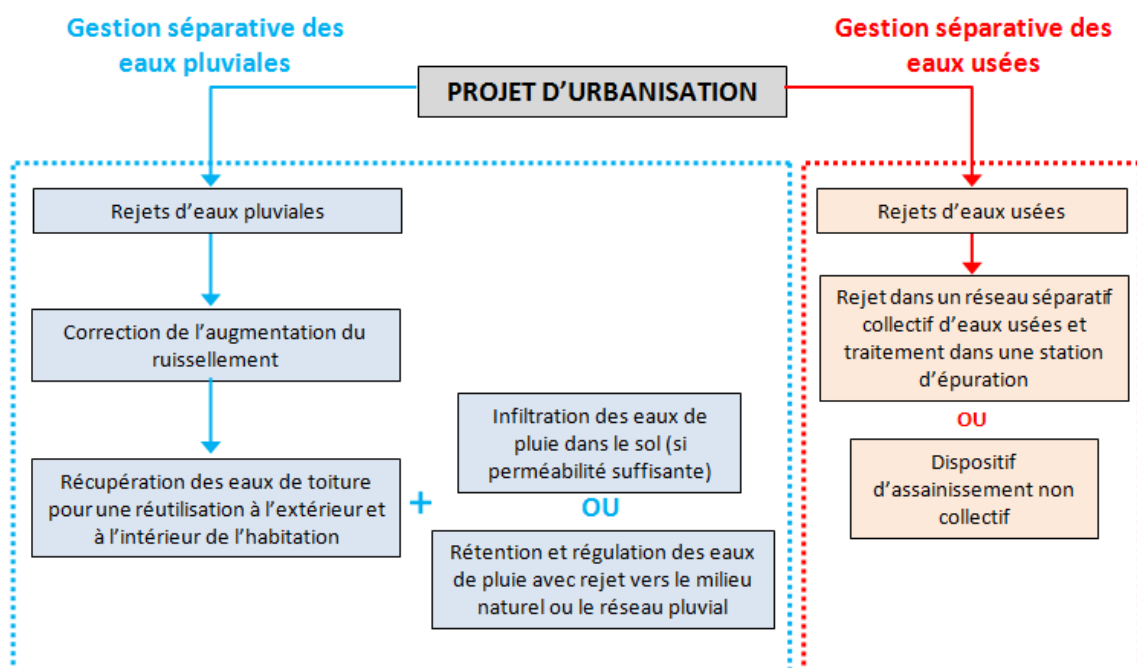 Gestion séparative des
eaux pluviales
PROJET D'URBANISATION
Gestion séparative des
eaux usées
Rejets d'eaux pluviales
Correction de l'augmentation du
ruissellement
Récupération des eaux de toiture
pour une réutilisation à l'extérieur et
à l'intérieur de l'habitation
+
Infiltration des eaux de
pluie dans le sol (si
perméabilité suffisante)
OU
Rétention et régulation des eaux
de pluie avec rejet vers le milieu
naturel ou le réseau pluvial
Rejets d'eaux usées
Rejet dans un réseau séparatif
collectif d'eaux usées et
traitement dans une station
d'épuration
OU
Dispositif
d'assainissement non
collectif